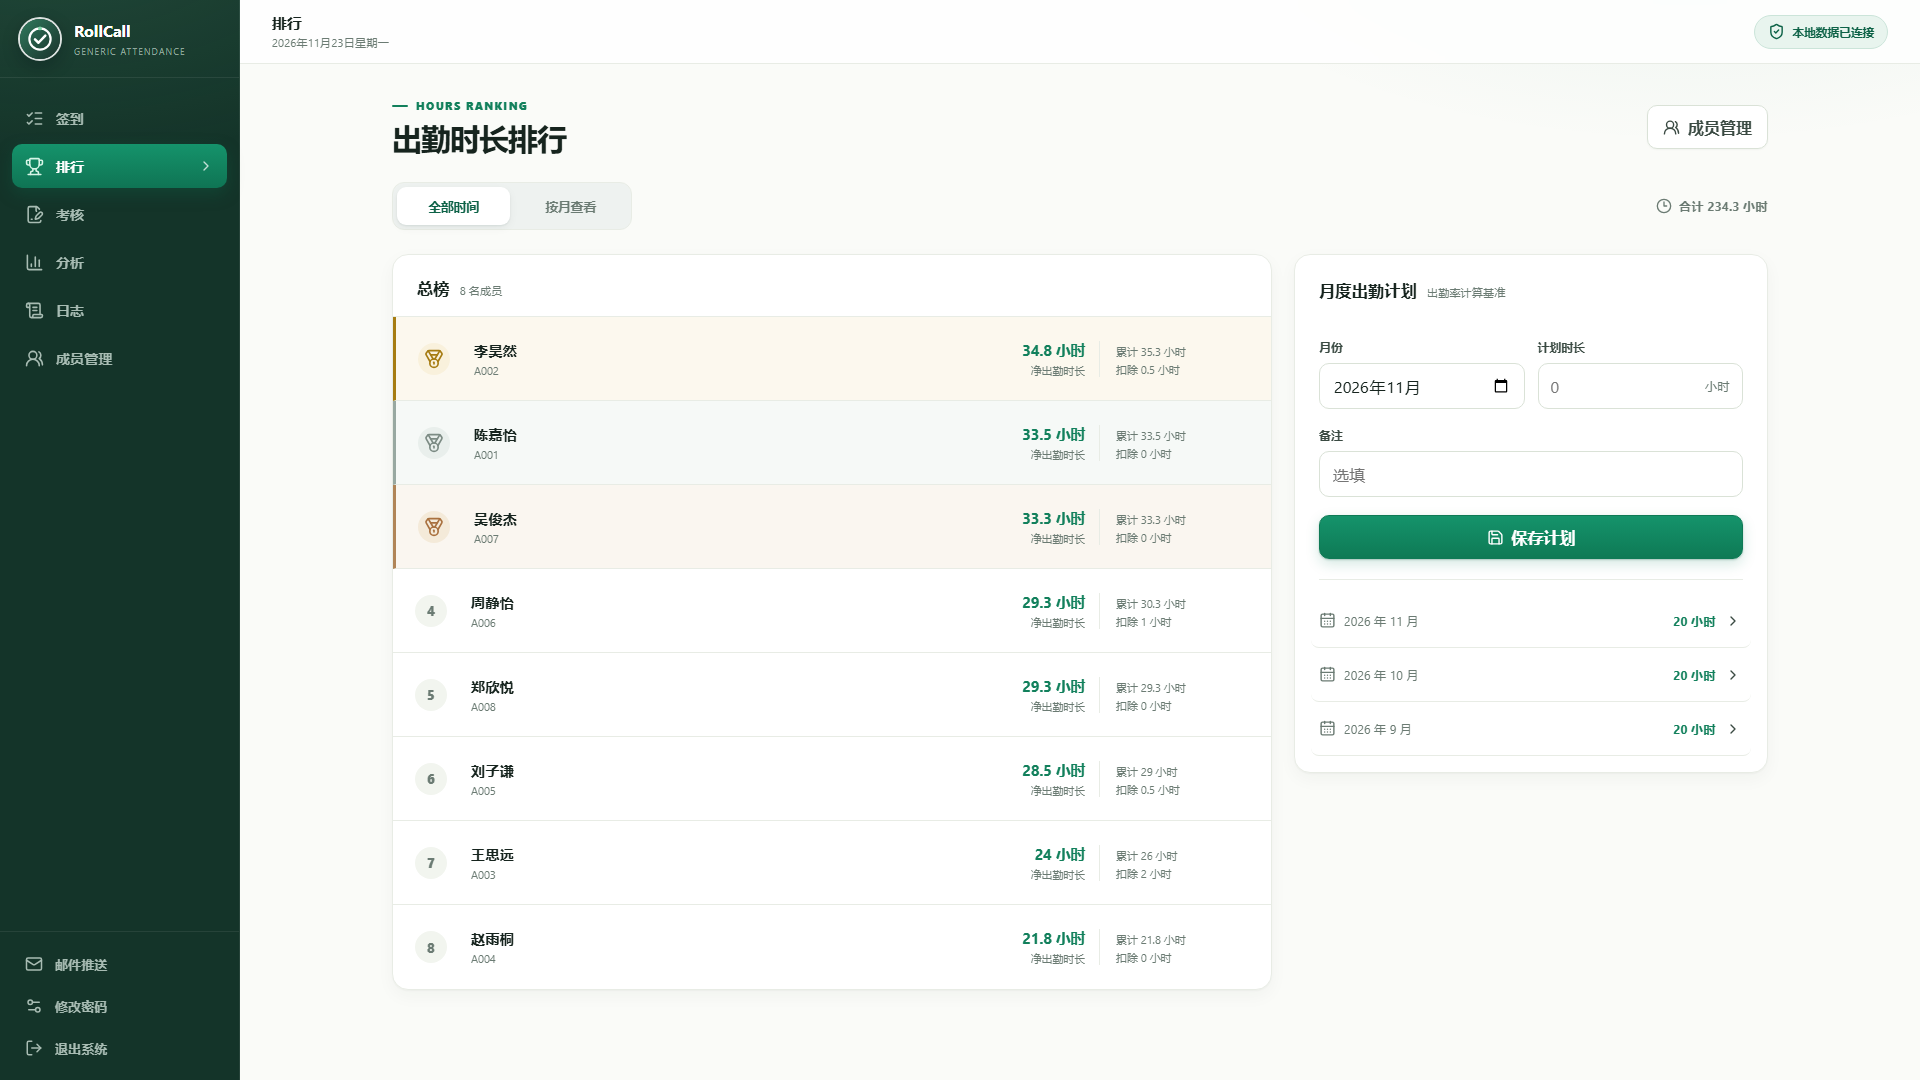 RollCall
GENERIC ATTENDANCE
签到
排行
考核
分析
日志
成员管理
邮件推送
修改密码
退出系统
排行
2026年11月23日星期一
本地数据已连接
HOURS RANKING
出勤时长排行
成员管理
全部时间
按月查看
合计 234.3 小时
总榜 8 名成员
李昊然
A002
34.8 小时
净出勤时长
累计 35.3 小时
扣除 0.5 小时
陈嘉怡
A001
33.5 小时
净出勤时长
累计 33.5 小时
扣除 0 小时
吴俊杰
A007
33.3 小时
净出勤时长
累计 33.3 小时
扣除 0 小时
4
周静怡
A006
29.3 小时
净出勤时长
累计 30.3 小时
扣除 1 小时
5
郑欣悦
A008
29.3 小时
净出勤时长
累计 29.3 小时
扣除 0 小时
6
刘子谦
A005
28.5 小时
净出勤时长
累计 29 小时
扣除 0.5 小时
7
王思远
A003
24 小时
净出勤时长
累计 26 小时
扣除 2 小时
8
赵雨桐
A004
21.8 小时
净出勤时长
累计 21.8 小时
扣除 0 小时
月度出勤计划 出勤率计算基准
月份
2026年11月
计划时长
0 小时
备注
选填
保存计划
2026 年 11 月 20 小时
2026 年 10 月 20 小时
2026 年 9 月 20 小时